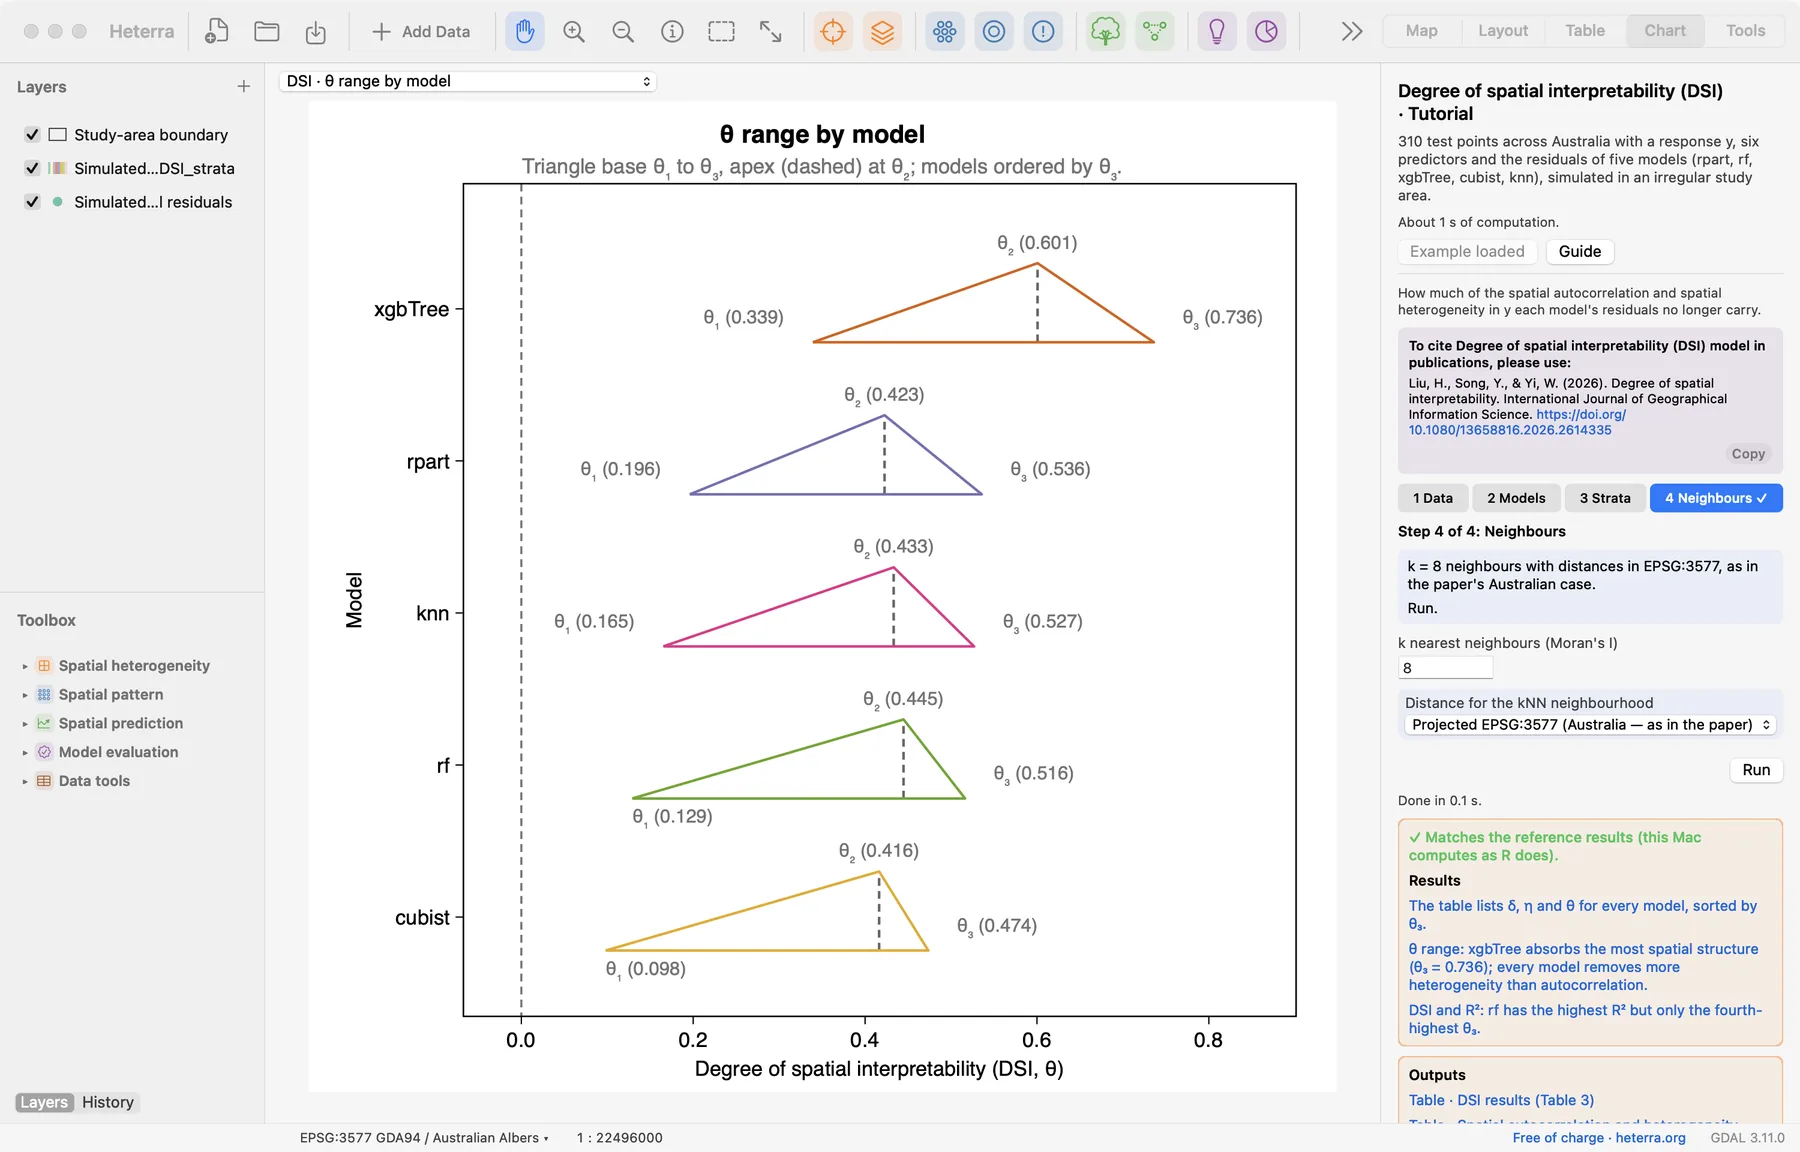 Heterra
Add Data
Map
Layout
Table
Chart
Tools
Layers
Study-area boundary
Simulated...DSI_strata
Simulated...l residuals
Toolbox
Spatial heterogeneity
Spatial pattern
Spatial prediction
Model evaluation
Data tools
Layers
History
DSI · θ range by model
θ range by model
Triangle base θ₁ to θ₃, apex (dashed) at θ₂; models ordered by θ₃.
θ₂ (0.601)
xgbTree
θ₁ (0.339)
θ₃ (0.736)
θ₂ (0.423)
rpart
θ₁ (0.196)
θ₃ (0.536)
θ₂ (0.433)
Model
knn
θ₁ (0.165)
θ₃ (0.527)
θ₂ (0.445)
rf
θ₃ (0.516)
θ₁ (0.129)
θ₂ (0.416)
cubist
θ₃ (0.474)
θ₁ (0.098)
0.0
0.2
0.4
0.6
0.8
Degree of spatial interpretability (DSI, θ)
Degree of spatial interpretability (DSI)
· Tutorial
310 test points across Australia with a response y, six
predictors and the residuals of five models (rpart, rf,
xgbTree, cubist, knn), simulated in an irregular study
area.
About 1 s of computation.
Example loaded
Guide
How much of the spatial autocorrelation and spatial
heterogeneity in y each model's residuals no longer carry.
To cite Degree of spatial interpretability (DSI) model in
publications, please use:
Liu, H., Song, Y., & Yi, W. (2026). Degree of spatial
interpretability. International Journal of Geographical
Information Science. https://doi.org/
10.1080/13658816.2026.2614335
Copy
1 Data
2 Models
3 Strata
4 Neighbours ✓
Step 4 of 4: Neighbours
k = 8 neighbours with distances in EPSG:3577, as in
the paper's Australian case.
Run.
k nearest neighbours (Moran's I)
8
Distance for the kNN neighbourhood
Projected EPSG:3577 (Australia — as in the paper)
Run
Done in 0.1 s.
✓ Matches the reference results (this Mac
computes as R does).
Results
The table lists δ, η and θ for every model, sorted by
θ₃.
θ range: xgbTree absorbs the most spatial structure
(θ₃ = 0.736); every model removes more
heterogeneity than autocorrelation.
DSI and R²: rf has the highest R² but only the fourth-
highest θ₃.
Outputs
Table · DSI results (Table 3)
Table · Spatial autocorrelation and heterogeneity
EPSG:3577 GDA94 / Australian Albers
1 : 22496000
Free of charge · heterra.org
GDAL 3.11.0